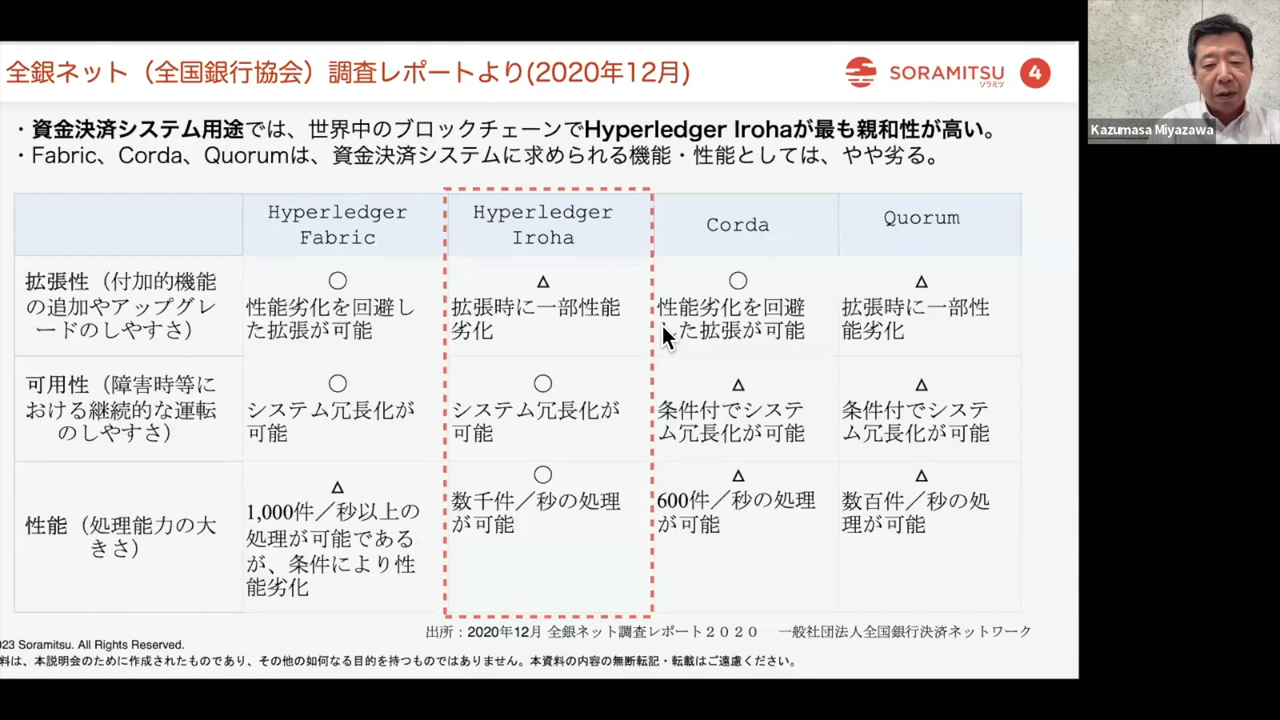 全銀ネット（全国銀行協会）調査レポートより(2020年12月)
SORAMITSU
ソラミツ
4
Kazumasa Miyazawa
・資金決済システム用途では、世界中のブロックチェーンでHyperledger Irohaが最も親和性が高い。
・Fabric、Corda、Quorumは、資金決済システムに求められる機能・性能としては、やや劣る。
Hyperledger
Fabric
Hyperledger
Iroha
Corda
Quorum
拡張性（付加的機能
の追加やアップグレ
ードのしやすさ）
○
性能劣化を回避し
た拡張が可能
△
拡張時に一部性能
劣化
○
性能劣化を回避
した拡張が可能
△
拡張時に一部性
能劣化
可用性（障害時等に
おける継続的な運転
のしやすさ）
○
システム冗長化が
可能
○
システム冗長化が
可能
△
条件付でシステ
ム冗長化が可能
△
条件付でシステ
ム冗長化が可能
性能（処理能力の大
きさ）
△
1,000件／秒以上の
処理が可能である
が、条件により性
能劣化
○
数千件／秒の処理
が可能
△
600件／秒の処理
が可能
△
数百件／秒の処
理が可能
出所：2020年12月 全銀ネット調査レポート２０２０　一般社団法人全国銀行決済ネットワーク
023 Soramitsu. All Rights Reserved.
料は、本説明会のために作成されたものであり、その他の如何なる目的を持つものではありません。本資料の内容の無断転記・転載はご遠慮ください。